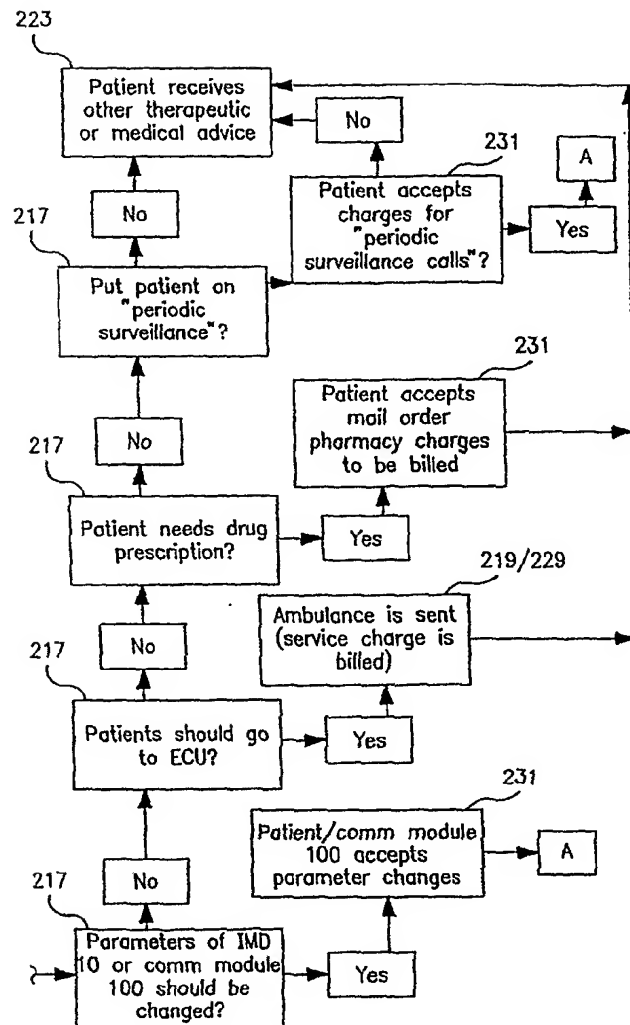 223
Patient receives
other therapeutic
or medical advice
No
231
A
No
Patient accepts
charges for
"periodic
surveillance calls"?
Yes
217
Put patient on
"periodic
surveillance"?
231
No
Patient accepts
mail order
pharmacy charges
to be billed
217
Patient needs drug
prescription?
Yes
219/229
No
Ambulance is sent
(service charge is
billed)
217
Patients should go
to ECU?
Yes
231
No
Patient/comm module
100 accepts
parameter changes
A
217
Parameters of IMD
10 or comm module
100 should be
changed?
Yes